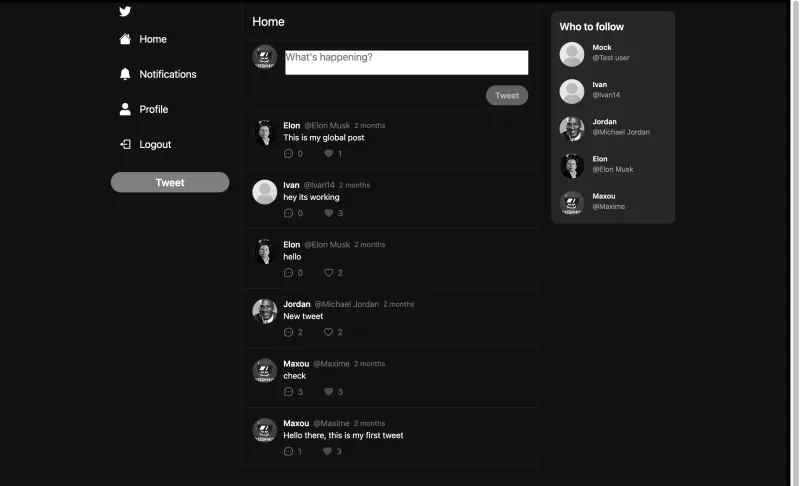 Home
Notifications
Profile
Logout
Tweet
Home
What's happening?
Tweet
Elon @Elon Musk 2 months
This is my global post
0 1
Ivan @Ivan14 2 months
hey its working
0 3
Elon @Elon Musk 2 months
hello
0 2
Jordan @Michael Jordan 2 months
New tweet
2 2
Maxou @Maxime 2 months
check
3 3
Maxou @Maxime 2 months
Hello there, this is my first tweet
1 3
Who to follow
Mock
@Test user
Ivan
@Ivan14
Jordan
@Michael Jordan
Elon
@Elon Musk
Maxou
@Maxime